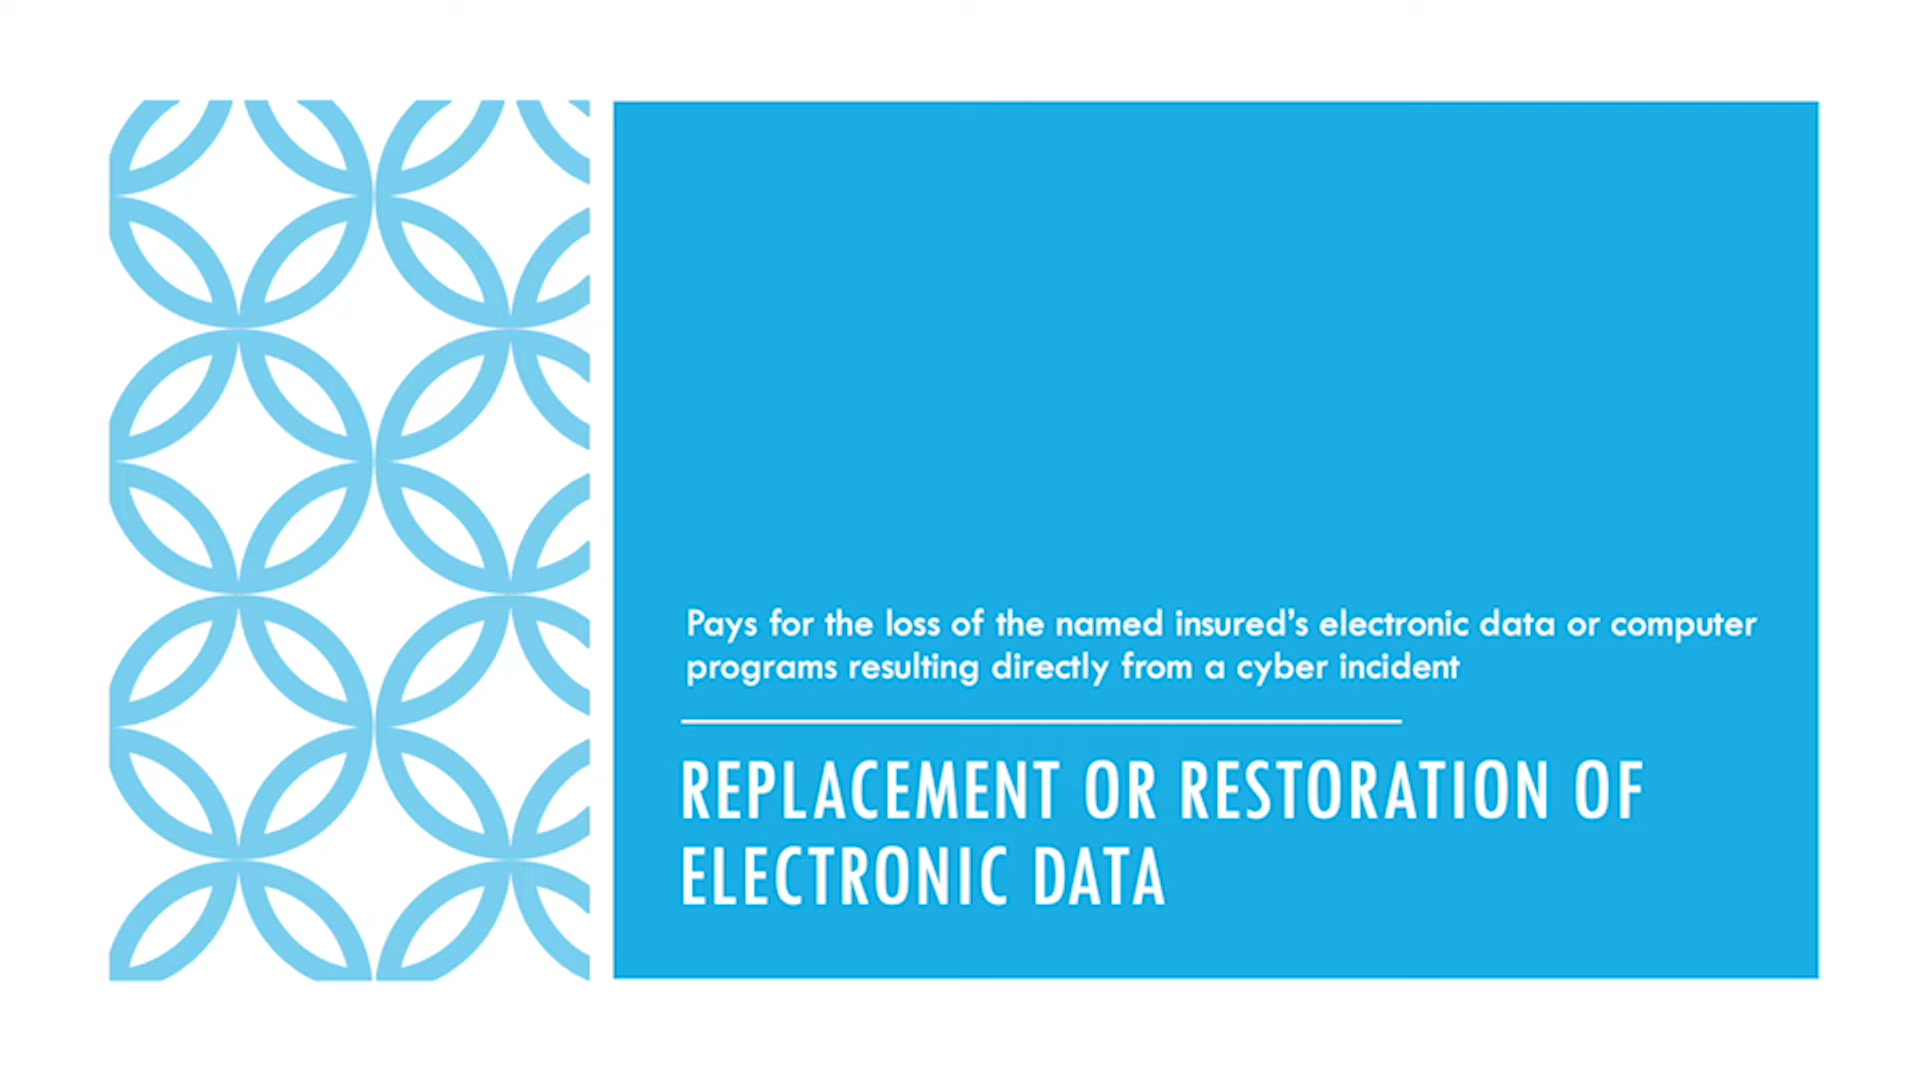 Pays for the loss of the named insured’s electronic data or computer
programs resulting directly from a cyber incident
REPLACEMENT OR RESTORATION OF
ELECTRONIC DATA